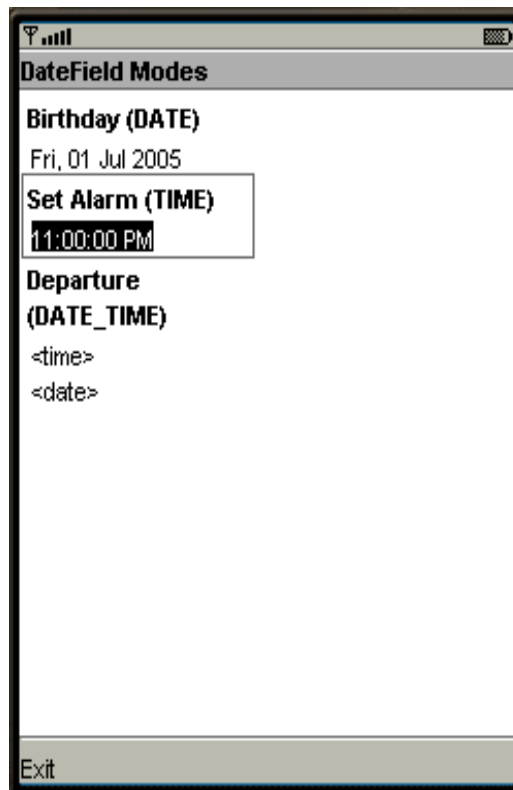 DateField Modes
Birthday (DATE)
Fri, 01 Jul 2005
Set Alarm (TIME)
11:00:00 PM
Departure
(DATE_TIME)
<time>
<date>
Exit